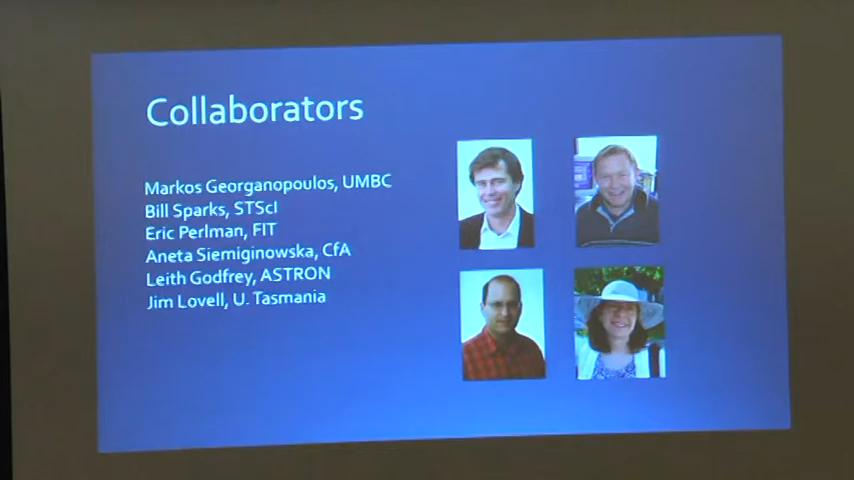 Collaborators
Markos Georganopoulos, UMBC
Bill Sparks, STScI
Eric Perlman, FIT
Aneta Siemiginowska, CfA
Leith Godfrey, ASTRON
Jim Lovell, U. Tasmania